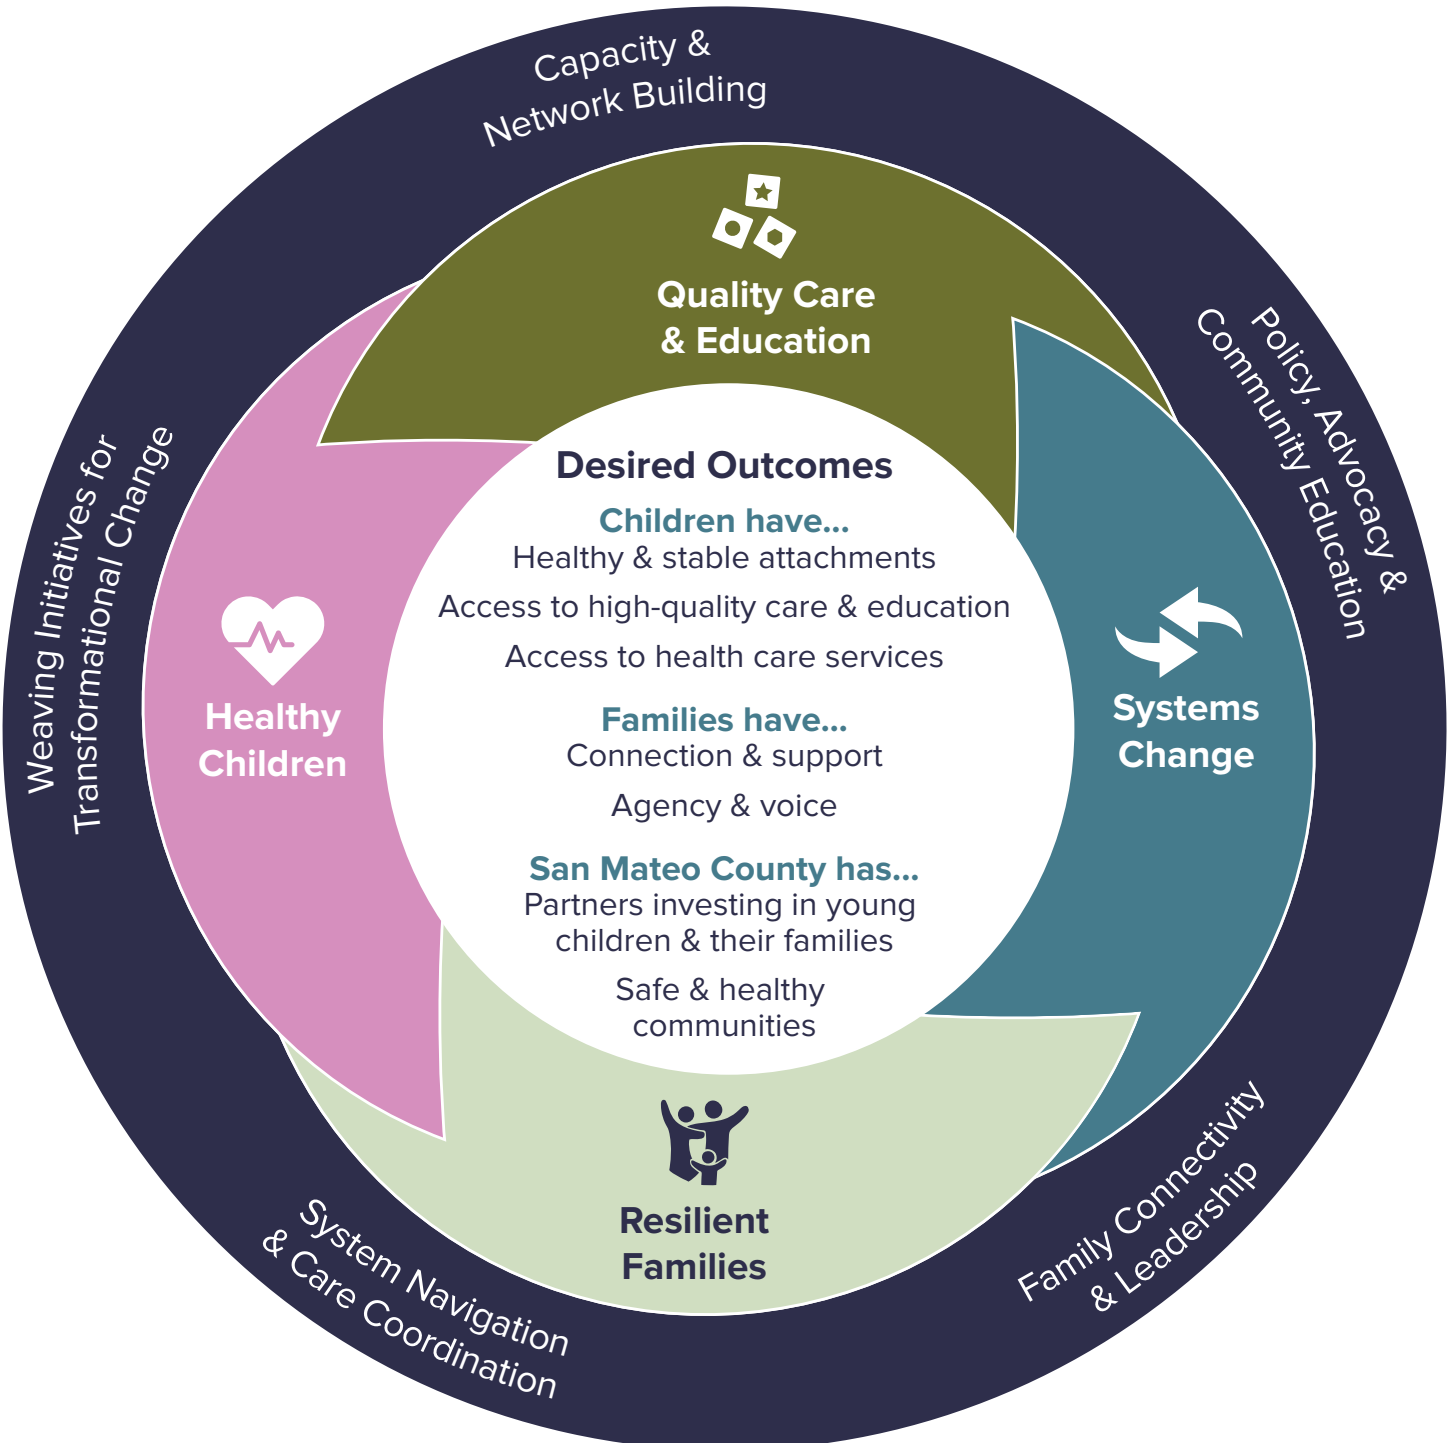 Capacity &
Network Building
Policy, Advocacy &
Community Education
Family Connectivity
& Leadership
System Navigation
& Care Coordination
Weaving Initiatives for
Transformational Change
Quality Care
& Education
Systems
Change
Resilient
Families
Healthy
Children
Desired Outcomes
Children have...
Healthy & stable attachments
Access to high-quality care & education
Access to health care services
Families have...
Connection & support
Agency & voice
San Mateo County has...
Partners investing in young
children & their families
Safe & healthy
communities